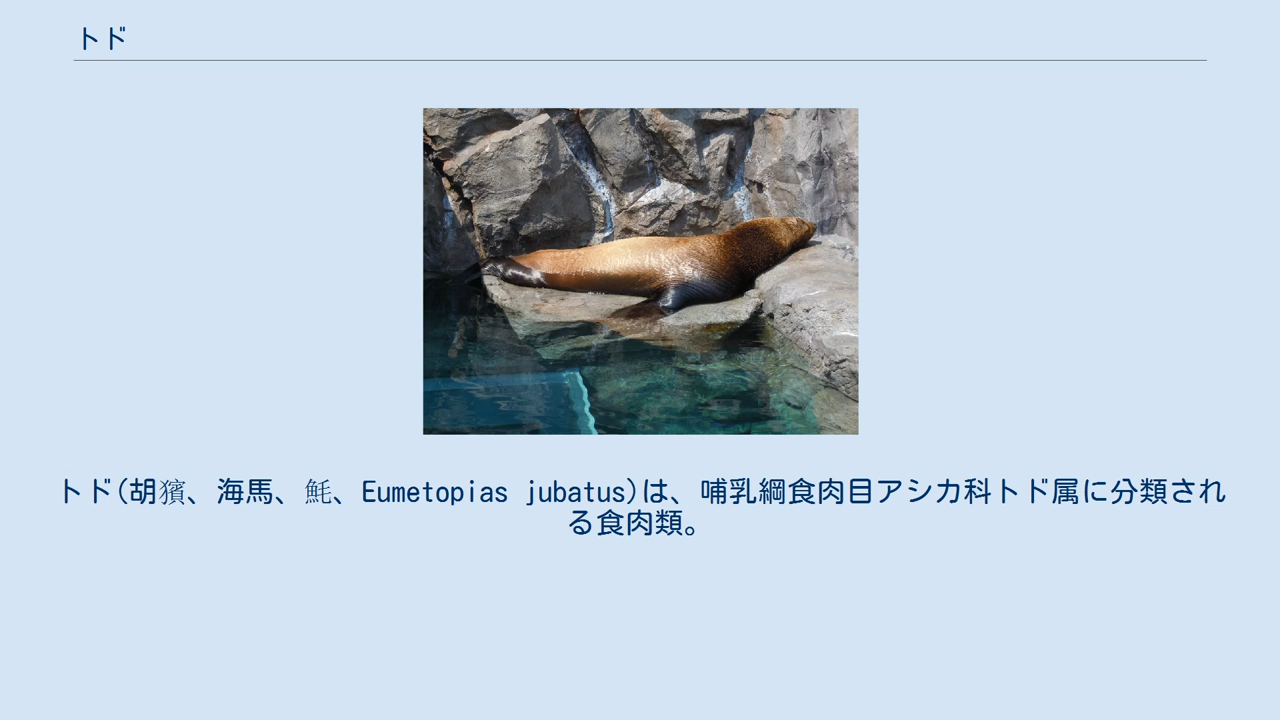 トド
トド(胡獱、海馬、魹、Eumetopias jubatus)は、哺乳綱食肉目アシカ科トド属に分類され
る食肉類。